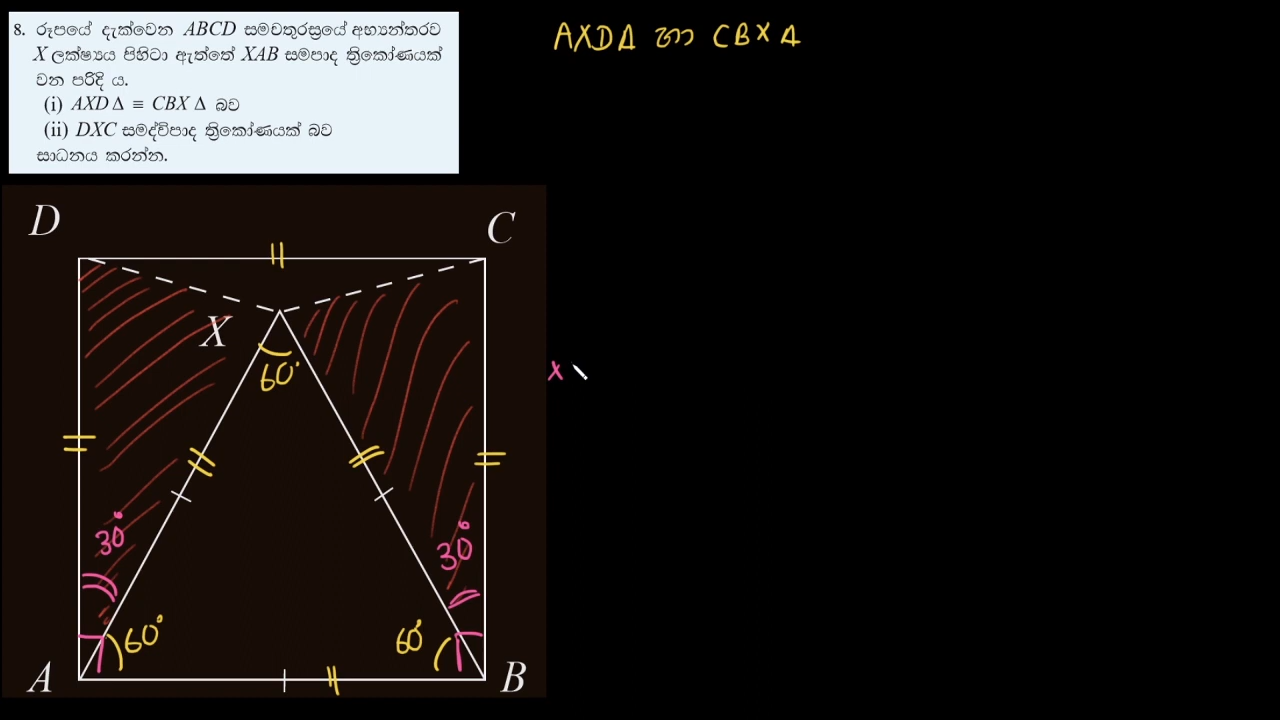 8. රූපයේ දැක්වෙන ABCD සමචතුරස්‍රයේ අභ්‍යන්තරව
X ලක්ෂ්‍යය පිහිටා ඇත්තේ XAB සමපාද ත්‍රිකෝණයක්
වන පරිදි ය.
(i) AXD Δ ≡ CBX Δ බව
(ii) DXC සමද්විපාද ත්‍රිකෝණයක් බව
සාධනය කරන්න.
AXDΔ හා CBXΔ
D
C
X
60°
x
30°
30°
60°
60°
A
B